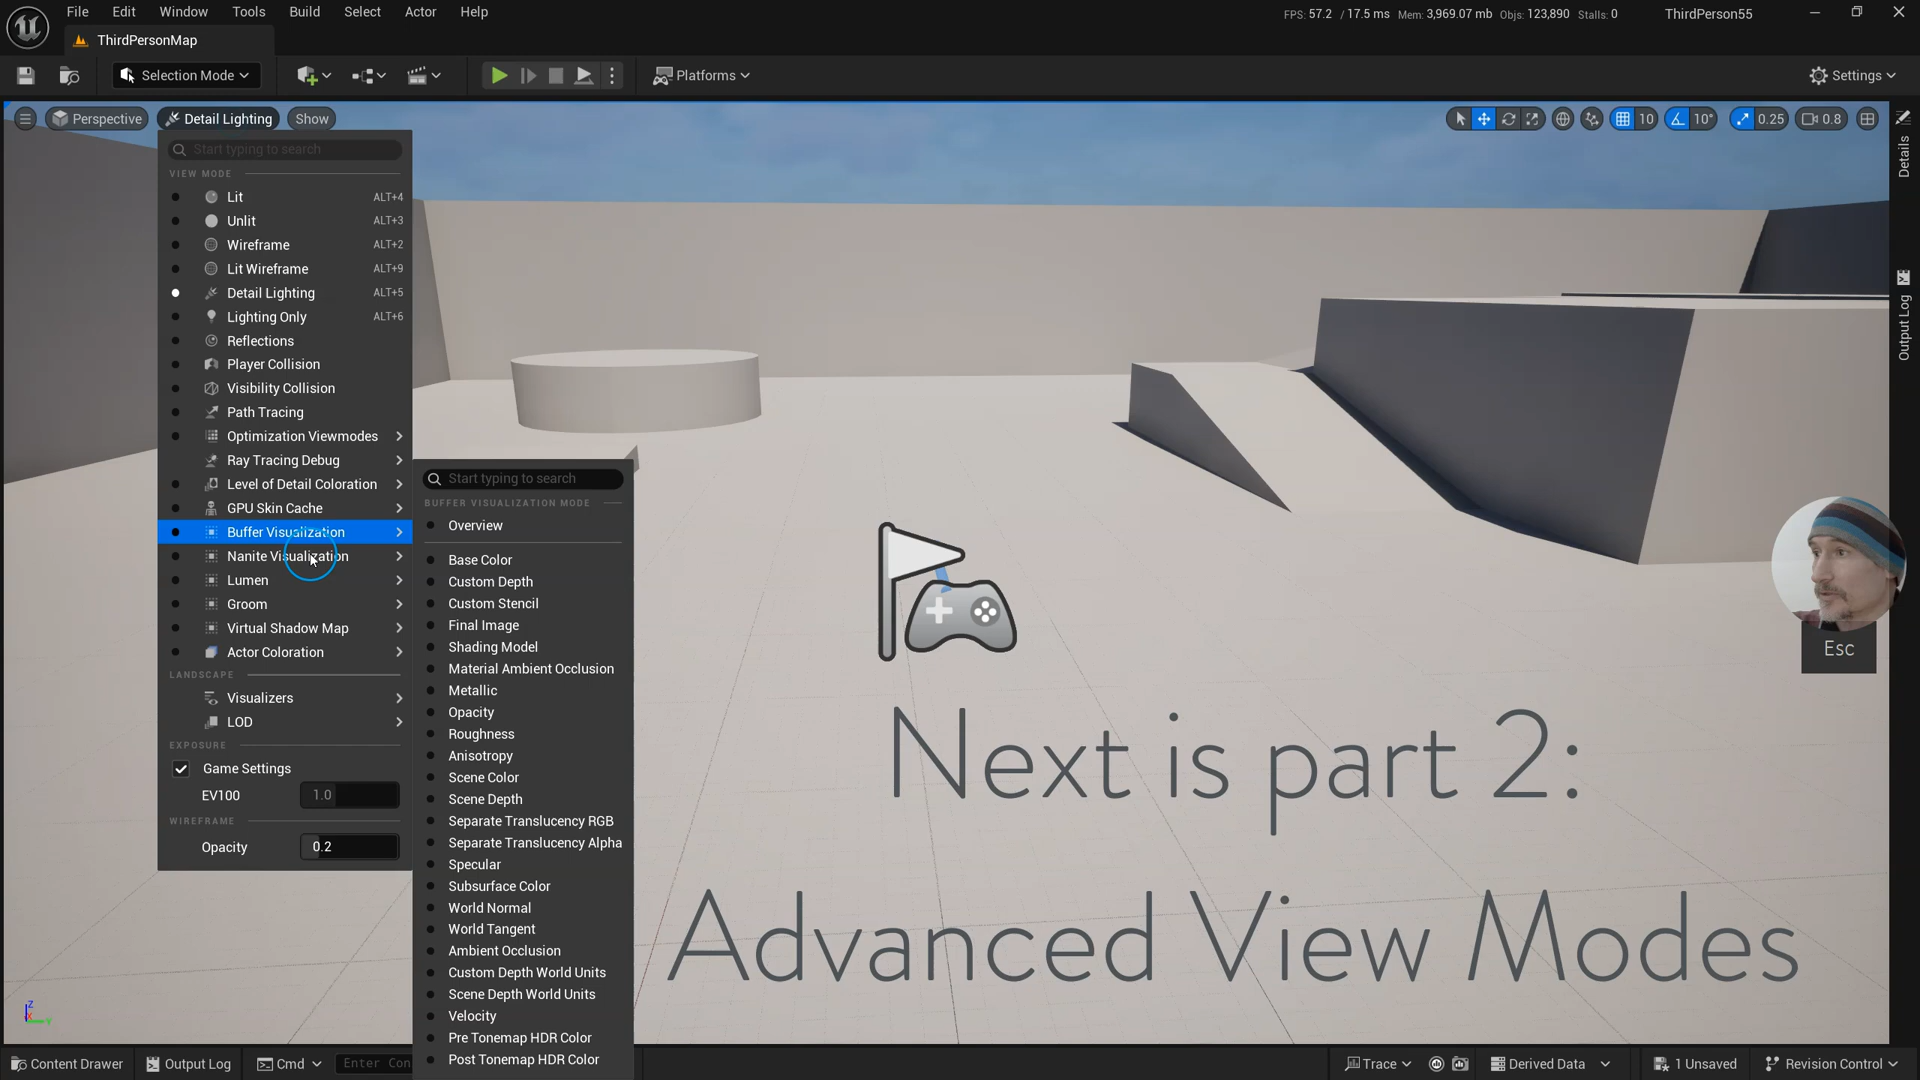 File Edit Window Tools Build Select Actor Help
FPS: 57.2 / 17.5 ms Mem: 3,969.07 mb Objs: 123,890 Stalls: 0
ThirdPerson55
ThirdPersonMap
Selection Mode
Platforms
Settings
Perspective
Detail Lighting
Show
10
10°
0.25
0.8
Details
Output Log
Start typing to search
VIEW MODE
Lit ALT+4
Unlit ALT+3
Wireframe ALT+2
Lit Wireframe ALT+9
Detail Lighting ALT+5
Lighting Only ALT+6
Reflections
Player Collision
Visibility Collision
Path Tracing
Optimization Viewmodes
Ray Tracing Debug
Level of Detail Coloration
GPU Skin Cache
Buffer Visualization
Nanite Visualization
Lumen
Groom
Virtual Shadow Map
Actor Coloration
LANDSCAPE
Visualizers
LOD
EXPOSURE
Game Settings
EV100 1.0
WIREFRAME
Opacity 0.2
Start typing to search
BUFFER VISUALIZATION MODE
Overview
Base Color
Custom Depth
Custom Stencil
Final Image
Shading Model
Material Ambient Occlusion
Metallic
Opacity
Roughness
Anisotropy
Scene Color
Scene Depth
Separate Translucency RGB
Separate Translucency Alpha
Specular
Subsurface Color
World Normal
World Tangent
Ambient Occlusion
Custom Depth World Units
Scene Depth World Units
Velocity
Pre Tonemap HDR Color
Post Tonemap HDR Color
Esc
Next is part 2:
Advanced View Modes
Z
X
Y
Content Drawer
Output Log
Cmd
Enter Con
Trace
Derived Data
1 Unsaved
Revision Control